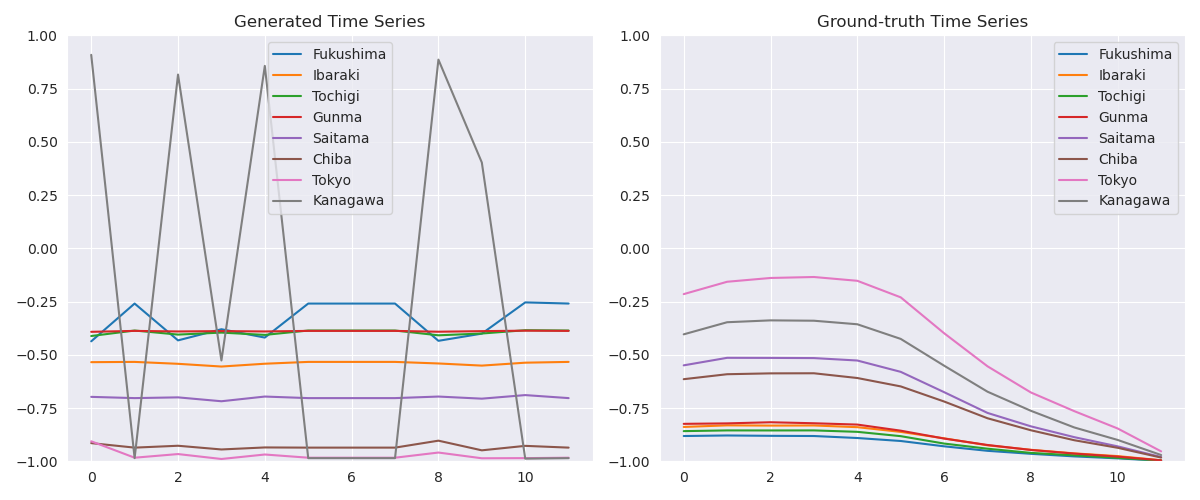 Generated Time Series
1.00
0.75
0.50
0.25
0.00
−0.25
−0.50
−0.75
−1.00
0
2
4
6
8
10
Fukushima
Ibaraki
Tochigi
Gunma
Saitama
Chiba
Tokyo
Kanagawa
Ground-truth Time Series
1.00
0.75
0.50
0.25
0.00
−0.25
−0.50
−0.75
−1.00
0
2
4
6
8
10
Fukushima
Ibaraki
Tochigi
Gunma
Saitama
Chiba
Tokyo
Kanagawa